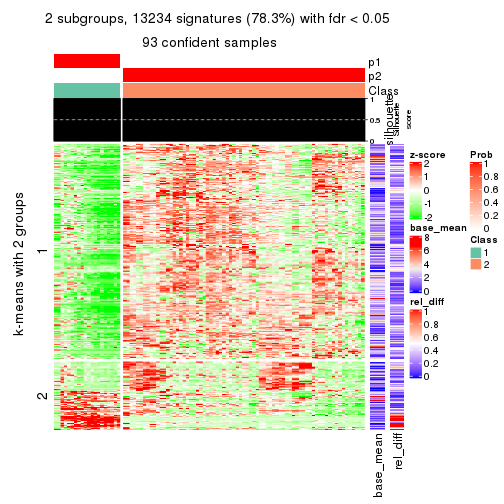 2 subgroups, 13234 signatures (78.3%) with fdr < 0.05
93 confident samples
p1
p2
Class
1
0.5
0
silhouette
Silhouette
score
k-means with 2 groups
1
2
base_mean
rel_diff
z-score
2
1
0
-1
-2
base_mean
8
6
4
2
0
rel_diff
1
0.8
0.6
0.4
0.2
0
Prob
1
0.8
0.6
0.4
0.2
0
Class
1
2